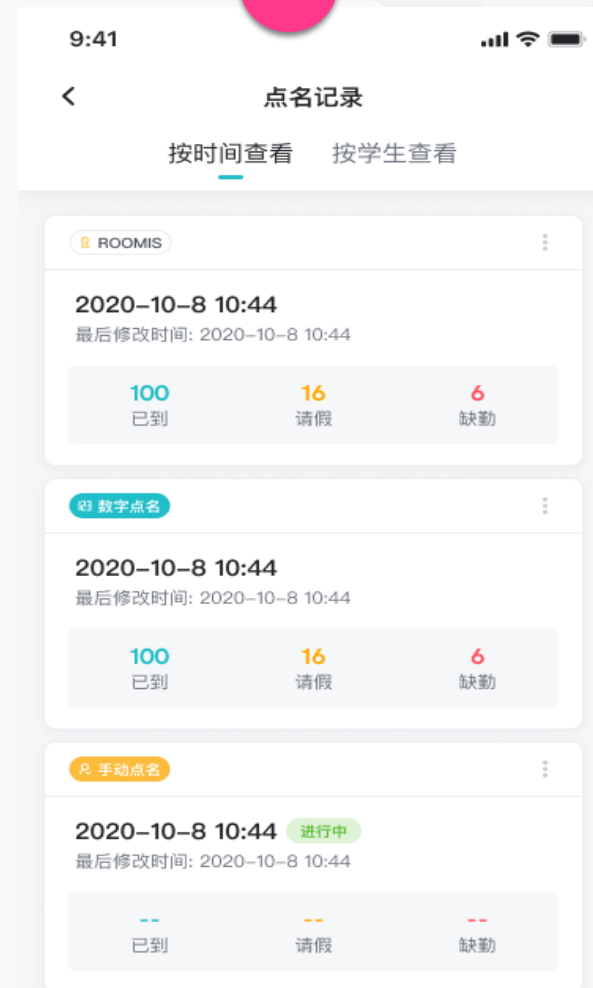 9:41
点名记录
按时间查看 按学生查看
ROOMIS
2020-10-8 10:44
最后修改时间: 2020-10-8 10:44
100 16 6
已到 请假 缺勤
123 数字点名
2020-10-8 10:44
最后修改时间: 2020-10-8 10:44
100 16 6
已到 请假 缺勤
手动点名
2020-10-8 10:44 进行中
最后修改时间: 2020-10-8 10:44
-- -- --
已到 请假 缺勤